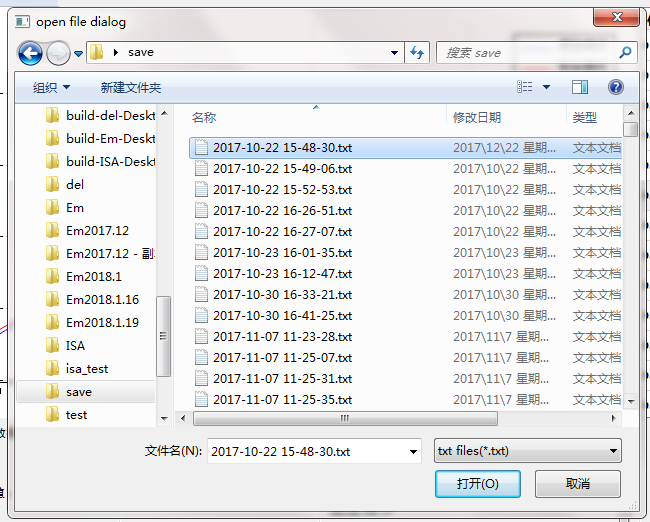 open file dialog
save
搜索 save
组织
新建文件夹
名称 修改日期 类型
build-del-Deskt
build-Em-Deskt
build-ISA-Deskt
del
Em
Em2017.12
Em2017.12 - 副
Em2018.1
Em2018.1.16
Em2018.1.19
ISA
isa_test
save
test
2017-10-22 15-48-30.txt 2017\12\22 星期... 文本文档
2017-10-22 15-49-06.txt 2017\10\22 星期... 文本文档
2017-10-22 15-52-53.txt 2017\10\22 星期... 文本文档
2017-10-22 16-26-51.txt 2017\10\22 星期... 文本文档
2017-10-22 16-27-07.txt 2017\10\22 星期... 文本文档
2017-10-23 16-01-35.txt 2017\10\23 星期... 文本文档
2017-10-23 16-12-47.txt 2017\10\23 星期... 文本文档
2017-10-30 16-33-21.txt 2017\10\30 星期... 文本文档
2017-10-30 16-41-25.txt 2017\10\30 星期... 文本文档
2017-11-07 11-23-28.txt 2017\11\7 星期... 文本文档
2017-11-07 11-25-07.txt 2017\11\7 星期... 文本文档
2017-11-07 11-25-31.txt 2017\11\7 星期... 文本文档
2017-11-07 11-25-35.txt 2017\11\7 星期... 文本文档
文件名(N): 2017-10-22 15-48-30.txt txt files(*.txt)
打开(O) 取消